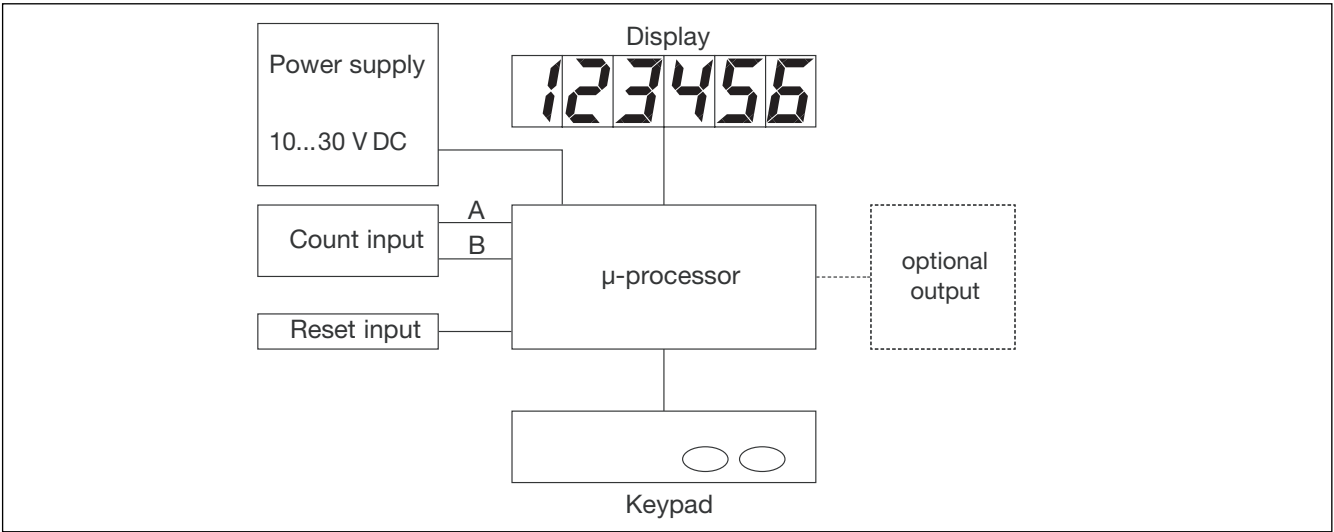 Display
Power supply
123456
10...30 V DC
A
Count input
B
µ-processor
optional
output
Reset input
Keypad